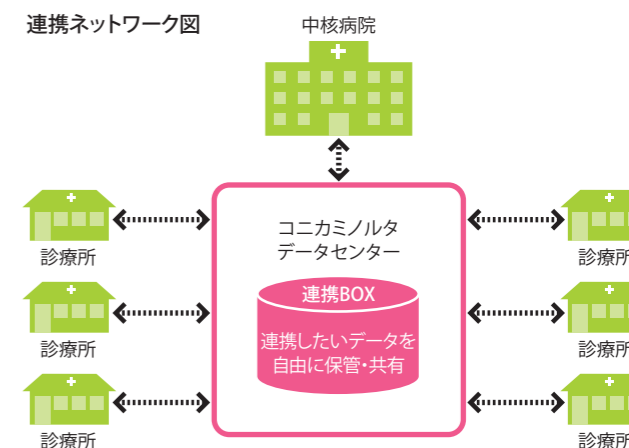 連携ネットワーク図
中核病院
コニカミノルタ
データセンター
連携BOX
連携したいデータを
自由に保管・共有
診療所
診療所
診療所
診療所
診療所
診療所